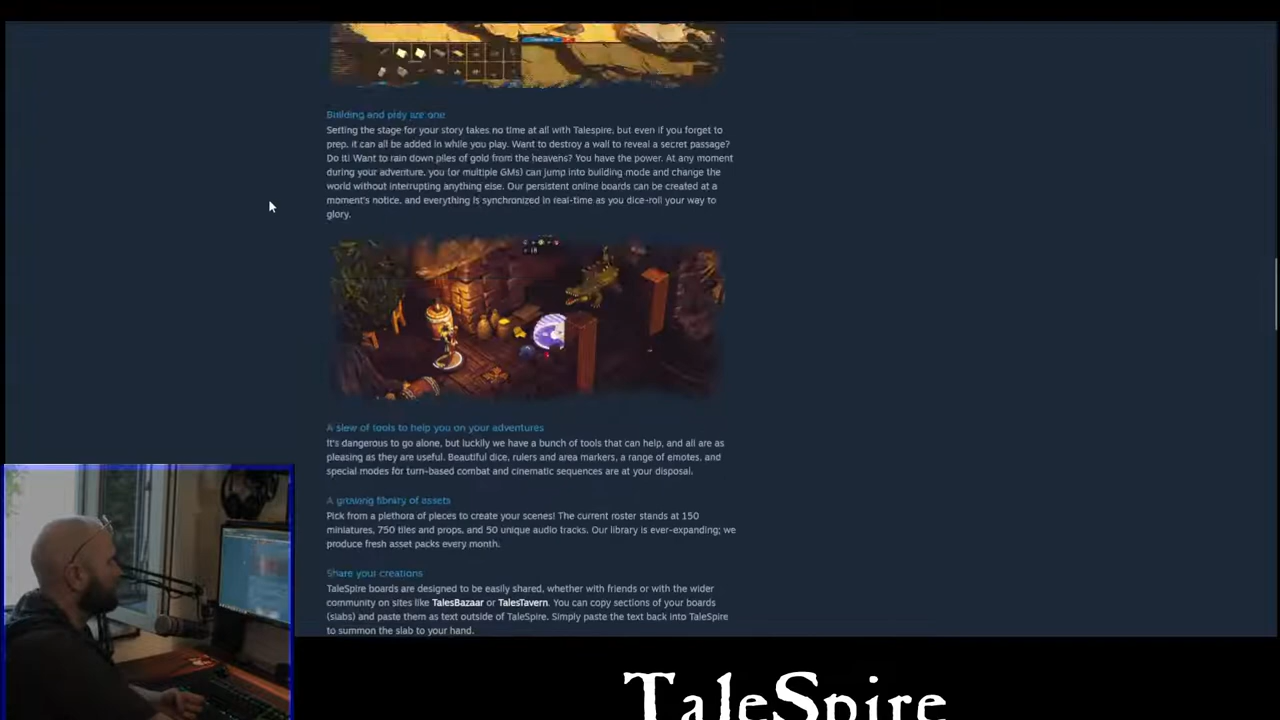 Building and play are one
Setting the stage for your story takes no time at all with Talespire, but even if you forget to
prep, it can all be added in while you play. Want to destroy a wall to reveal a secret passage?
Do it! Want to rain down piles of gold from the heavens? You have the power. At any moment
during your adventure, you (or multiple GMs) can jump into building mode and change the
world without interrupting anything else. Our persistent online boards can be created at a
moment's notice, and everything is synchronized in real-time as you dice-roll your way to
glory.
A slew of tools to help you on your adventures
It's dangerous to go alone, but luckily we have a bunch of tools that can help, and all are as
pleasing as they are useful. Beautiful dice, rulers and area markers, a range of emotes, and
special modes for turn-based combat and cinematic sequences are at your disposal.
A growing library of assets
Pick from a plethora of pieces to create your scenes! The current roster stands at 150
miniatures, 750 tiles and props, and 50 unique audio tracks. Our library is ever-expanding; we
produce fresh asset packs every month.
Share your creations
TaleSpire boards are designed to be easily shared, whether with friends or with the wider
community on sites like TalesBazaar or TalesTavern. You can copy sections of your boards
(slabs) and paste them as text outside of TaleSpire. Simply paste the text back into TaleSpire
to summon the slab to your hand.
TaleSpire